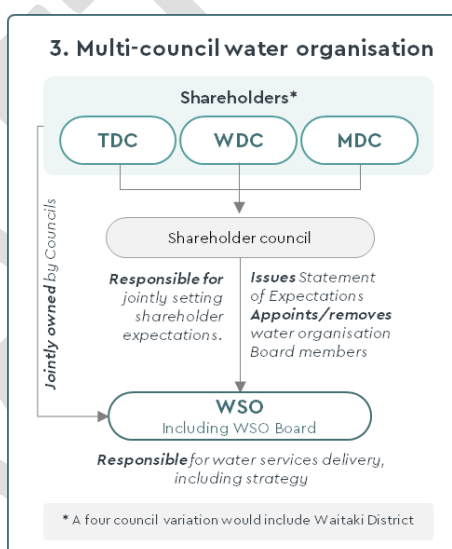 3. Multi-council water organisation
Shareholders*
TDC
WDC
MDC
Shareholder council
Jointly owned by Councils
Responsible for
jointly setting
shareholder
expectations.
Issues Statement
of Expectations
Appoints/removes
water organisation
Board members
WSO
Including WSO Board
Responsible for water services delivery,
including strategy
* A four council variation would include Waitaki District